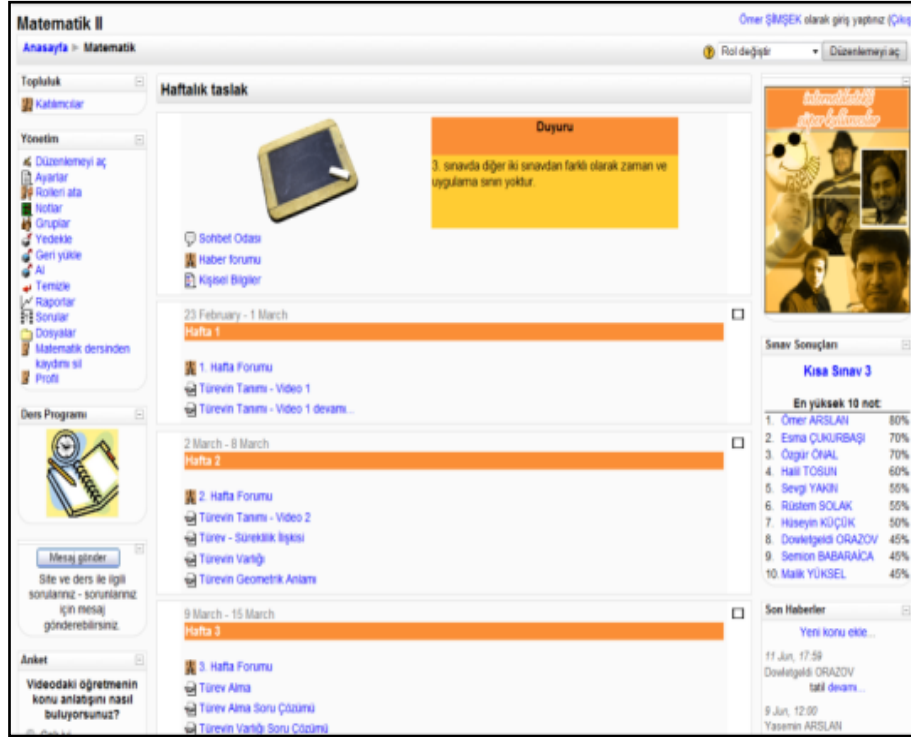 Matematik II
Ömer ŞİMŞEK olarak giriş yaptınız (Çıkış
Anasayfa ► Matematik
Rol değiştir
Düzenlemeyi aç
Topluluk
Katılımcılar
Yönetim
Düzenlemeyi aç
Ayarlar
Rolleri ata
Notlar
Gruplar
Yedekle
Geri yükle
Al
Temizle
Raporlar
Sorular
Dosyalar
Matematik dersinden
kaydımı sil
Profil
Ders Programı
Mesaj gönder
Site ve ders ile ilgili
sorularınız - sorunlarınız
için mesaj
gönderebilirsiniz.
Anket
Videodaki öğretmenin
konu anlatışını nasıl
buluyorsunuz?
Haftalık taslak
Duyuru
3. sınavda diğer iki sınavdan farklı olarak zaman ve
uygulama sınırı yoktur.
Sohbet Odası
Haber forumu
Kişisel Bilgiler
23 February - 1 March
Hafta 1
1. Hafta Forumu
Türevin Tanımı - Video 1
Türevin Tanımı - Video 1 devamı...
2 March - 8 March
Hafta 2
2. Hafta Forumu
Türevin Tanımı - Video 2
Türev - Süreklilik İlişkisi
Türevin Varlığı
Türevin Geometrik Anlamı
9 March - 15 March
Hafta 3
3. Hafta Forumu
Türev Alma
Türev Alma Soru Çözümü
Türevin Varlığı Soru Çözümü
internetteki
süper kullanıcılar
Sınav Sonuçları
Kısa Sınav 3
En yüksek 10 not:
1. Ömer ARSLAN 80%
2. Esma ÇUKURBAŞI 70%
3. Özgür ÖNAL 70%
4. Halil TOSUN 60%
5. Sevgi YAKIN 55%
6. Rüstem SOLAK 55%
7. Hüseyin KÜÇÜK 50%
8. Dowletgeldi ORAZOV 45%
9. Semion BABARAİCA 45%
10. Malik YÜKSEL 45%
Son Haberler
Yeni konu ekle...
11 Jun, 17:59
Dowletgeldi ORAZOV
tatil devamı...
9 Jun, 12:00
Yasemin ARSLAN